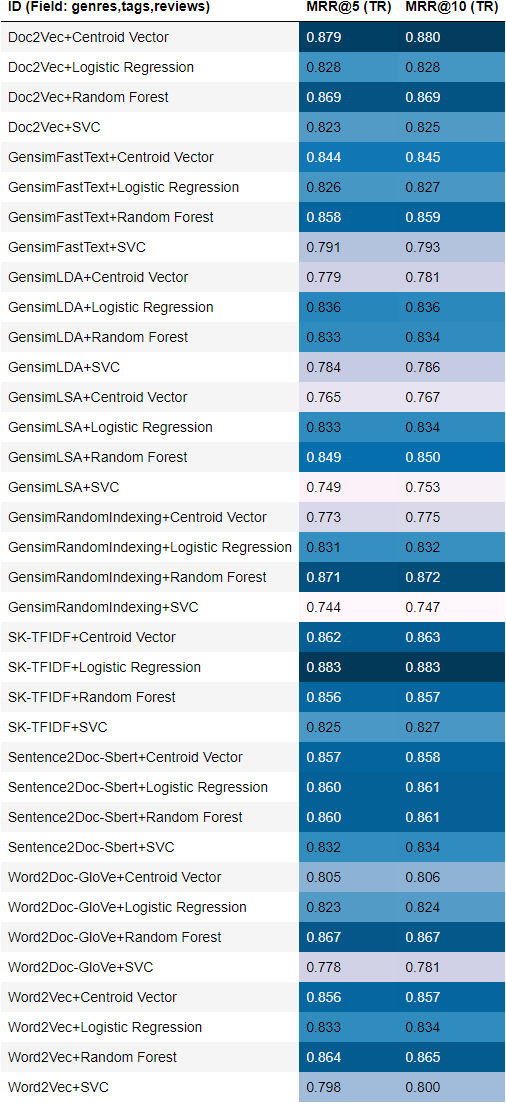 ID (Field: genres,tags,reviews) MRR@5 (TR) MRR@10 (TR)
Doc2Vec+Centroid Vector 0.879 0.880
Doc2Vec+Logistic Regression 0.828 0.828
Doc2Vec+Random Forest 0.869 0.869
Doc2Vec+SVC 0.823 0.825
GensimFastText+Centroid Vector 0.844 0.845
GensimFastText+Logistic Regression 0.826 0.827
GensimFastText+Random Forest 0.858 0.859
GensimFastText+SVC 0.791 0.793
GensimLDA+Centroid Vector 0.779 0.781
GensimLDA+Logistic Regression 0.836 0.836
GensimLDA+Random Forest 0.833 0.834
GensimLDA+SVC 0.784 0.786
GensimLSA+Centroid Vector 0.765 0.767
GensimLSA+Logistic Regression 0.833 0.834
GensimLSA+Random Forest 0.849 0.850
GensimLSA+SVC 0.749 0.753
GensimRandomIndexing+Centroid Vector 0.773 0.775
GensimRandomIndexing+Logistic Regression 0.831 0.832
GensimRandomIndexing+Random Forest 0.871 0.872
GensimRandomIndexing+SVC 0.744 0.747
SK-TFIDF+Centroid Vector 0.862 0.863
SK-TFIDF+Logistic Regression 0.883 0.883
SK-TFIDF+Random Forest 0.856 0.857
SK-TFIDF+SVC 0.825 0.827
Sentence2Doc-Sbert+Centroid Vector 0.857 0.858
Sentence2Doc-Sbert+Logistic Regression 0.860 0.861
Sentence2Doc-Sbert+Random Forest 0.860 0.861
Sentence2Doc-Sbert+SVC 0.832 0.834
Word2Doc-GloVe+Centroid Vector 0.805 0.806
Word2Doc-GloVe+Logistic Regression 0.823 0.824
Word2Doc-GloVe+Random Forest 0.867 0.867
Word2Doc-GloVe+SVC 0.778 0.781
Word2Vec+Centroid Vector 0.856 0.857
Word2Vec+Logistic Regression 0.833 0.834
Word2Vec+Random Forest 0.864 0.865
Word2Vec+SVC 0.798 0.800